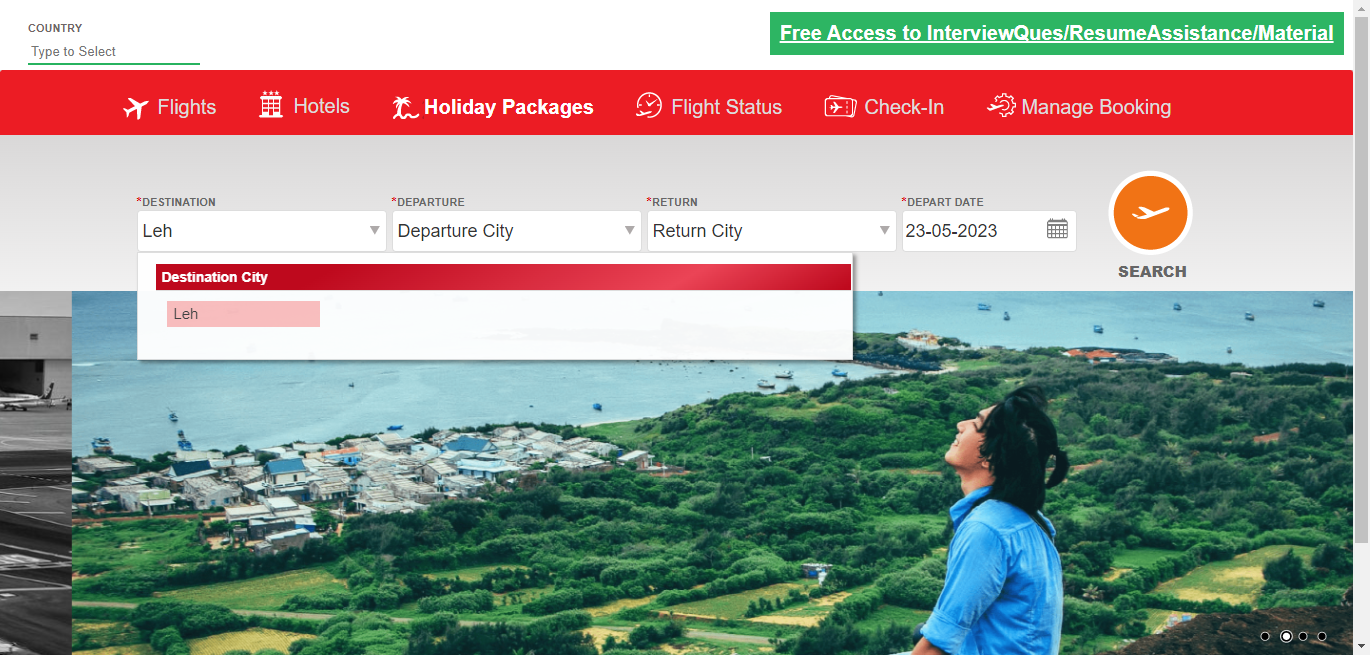 COUNTRY
Type to Select
Free Access to InterviewQues/ResumeAssistance/Material
Flights
Hotels
Holiday Packages
Flight Status
Check-In
Manage Booking
*DESTINATION
*DEPARTURE
*RETURN
*DEPART DATE
Leh
Departure City
Return City
23-05-2023
SEARCH
Destination City
Leh